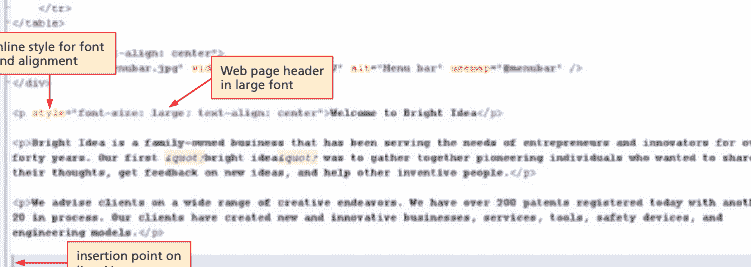 </tr>
</table>
nline style for font
nd alignment
xt-align: center">
enubar.jpg" alt="Menu bar" usemap="#menubar" />
</div>
Web page header
in large font
<p style="font-size: large; text-align: center">Welcome to Bright Idea</p>
<p>Bright Idea is a family-owned business that has been serving the needs of entrepreneurs and innovators for ov
forty years. Our first &quot;bright idea&quot; was to gather together pioneering individuals who wanted to share
their thoughts, get feedback on new ideas, and help other inventive people.</p>
<p>We advise clients on a wide range of creative endeavors. We have over 200 patents registered today with anot
20 in process. Our clients have created new and innovative businesses, services, tools, safety devices, and
engineering models.</p>
insertion point on